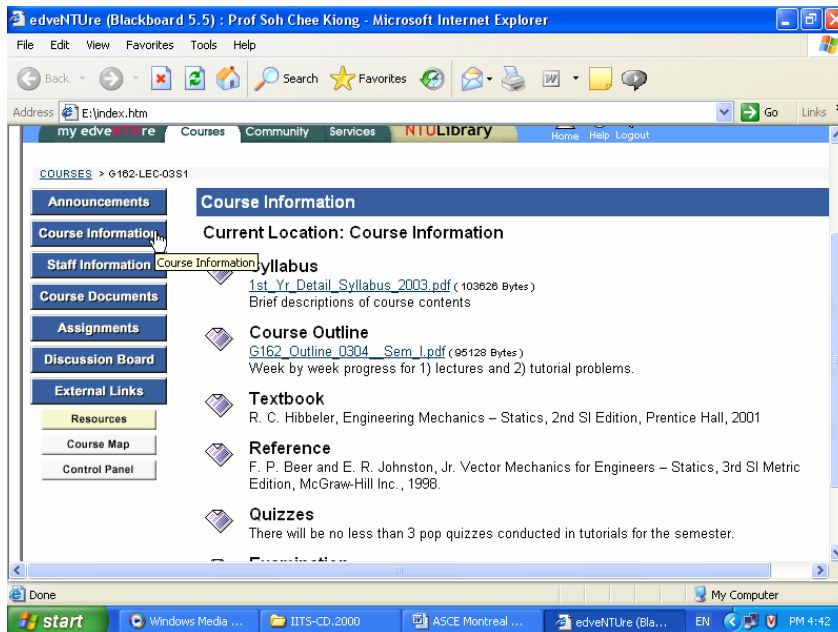 edveNTUre (Blackboard 5.5) : Prof Soh Chee Kiong - Microsoft Internet Explorer
File Edit View Favorites Tools Help
Back Search Favorites
Address E:\index.htm Go Links
my edveNTUre Courses Community Services NTULibrary Home Help Logout
COURSES > G162-LEC-03S1
Announcements
Course Information
Staff Information
Course Documents
Assignments
Discussion Board
External Links
Resources
Course Map
Control Panel
Course Information
Course Information
Current Location: Course Information
Syllabus
1st_Yr_Detail_Syllabus_2003.pdf (103626 Bytes)
Brief descriptions of course contents
Course Outline
G162_Outline_0304__Sem_I.pdf (95128 Bytes)
Week by week progress for 1) lectures and 2) tutorial problems.
Textbook
R. C. Hibbeler, Engineering Mechanics – Statics, 2nd SI Edition, Prentice Hall, 2001
Reference
F. P. Beer and E. R. Johnston, Jr. Vector Mechanics for Engineers – Statics, 3rd SI Metric
Edition, McGraw-Hill Inc., 1998.
Quizzes
There will be no less than 3 pop quizzes conducted in tutorials for the semester.
Examination
Done My Computer
start Windows Media ... IITS-CD.2000 ASCE Montreal ... edveNTUre (Bla... EN PM 4:42